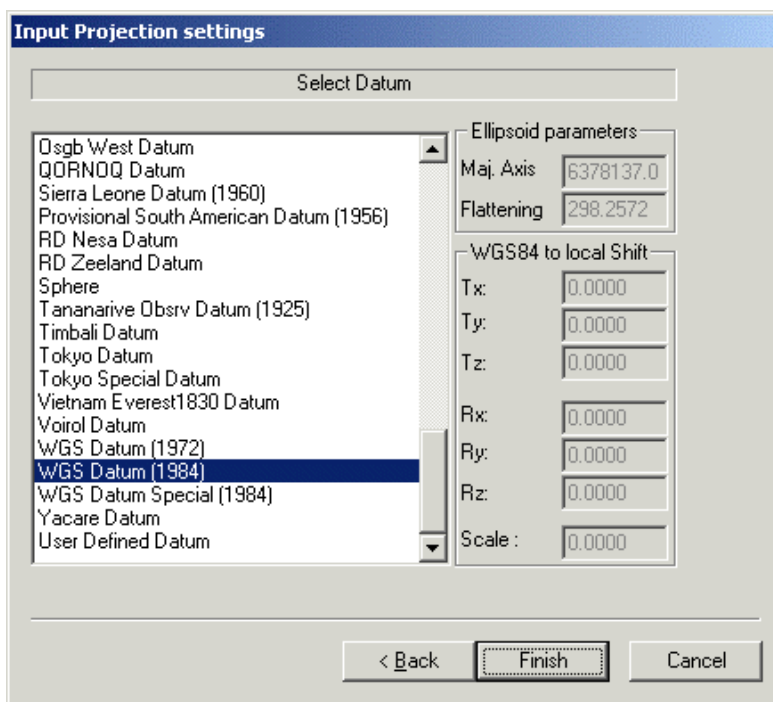 Input Projection settings
Select Datum
Osgb West Datum
QORNOQ Datum
Sierra Leone Datum (1960)
Provisional South American Datum (1956)
RD Nesa Datum
RD Zeeland Datum
Sphere
Tananarive Obsrv Datum (1925)
Timbali Datum
Tokyo Datum
Tokyo Special Datum
Vietnam Everest1830 Datum
Voirol Datum
WGS Datum (1972)
WGS Datum (1984)
WGS Datum Special (1984)
Yacare Datum
User Defined Datum
Ellipsoid parameters
Maj. Axis 6378137.0
Flattening 298.2572
WGS84 to local Shift
Tx: 0.0000
Ty: 0.0000
Tz: 0.0000
Rx: 0.0000
Ry: 0.0000
Rz: 0.0000
Scale : 0.0000
< Back Finish Cancel